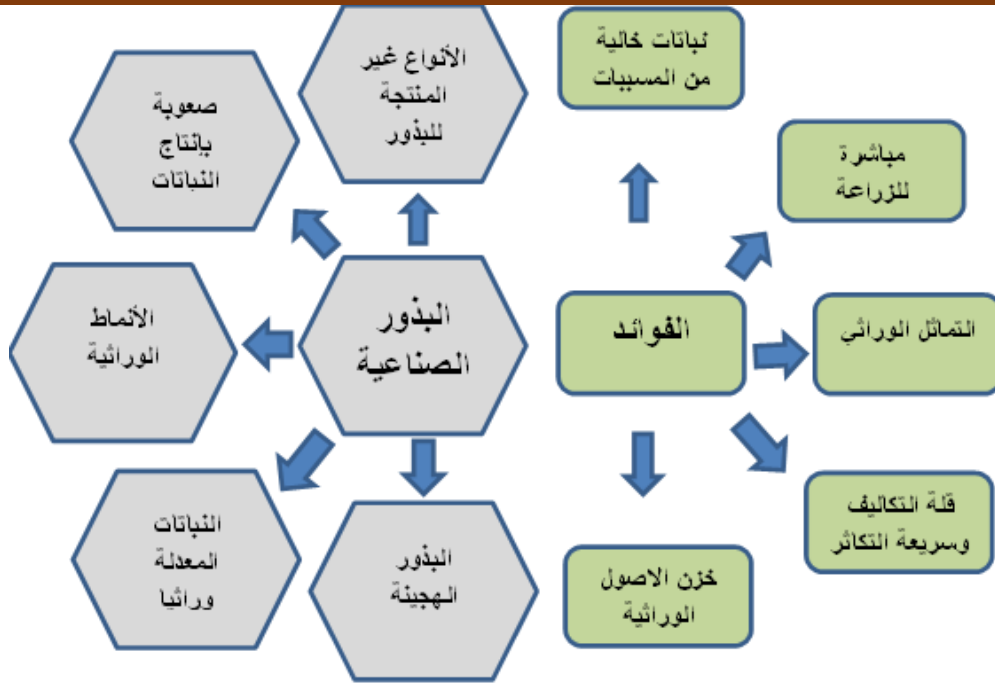 نباتات خالية
من المسببات
مباشرة
للزراعة
الفوائد
التماثل الوراثي
قلة التكاليف
وسريعة التكاثر
خزن الاصول
الوراثية
الأنواع غير
المنتجة
للبذور
صعوبة
بإنتاج
النباتات
البذور
الصناعية
الأنماط
الوراثية
النباتات
المعدلة
وراثيا
البذور
الهجينة